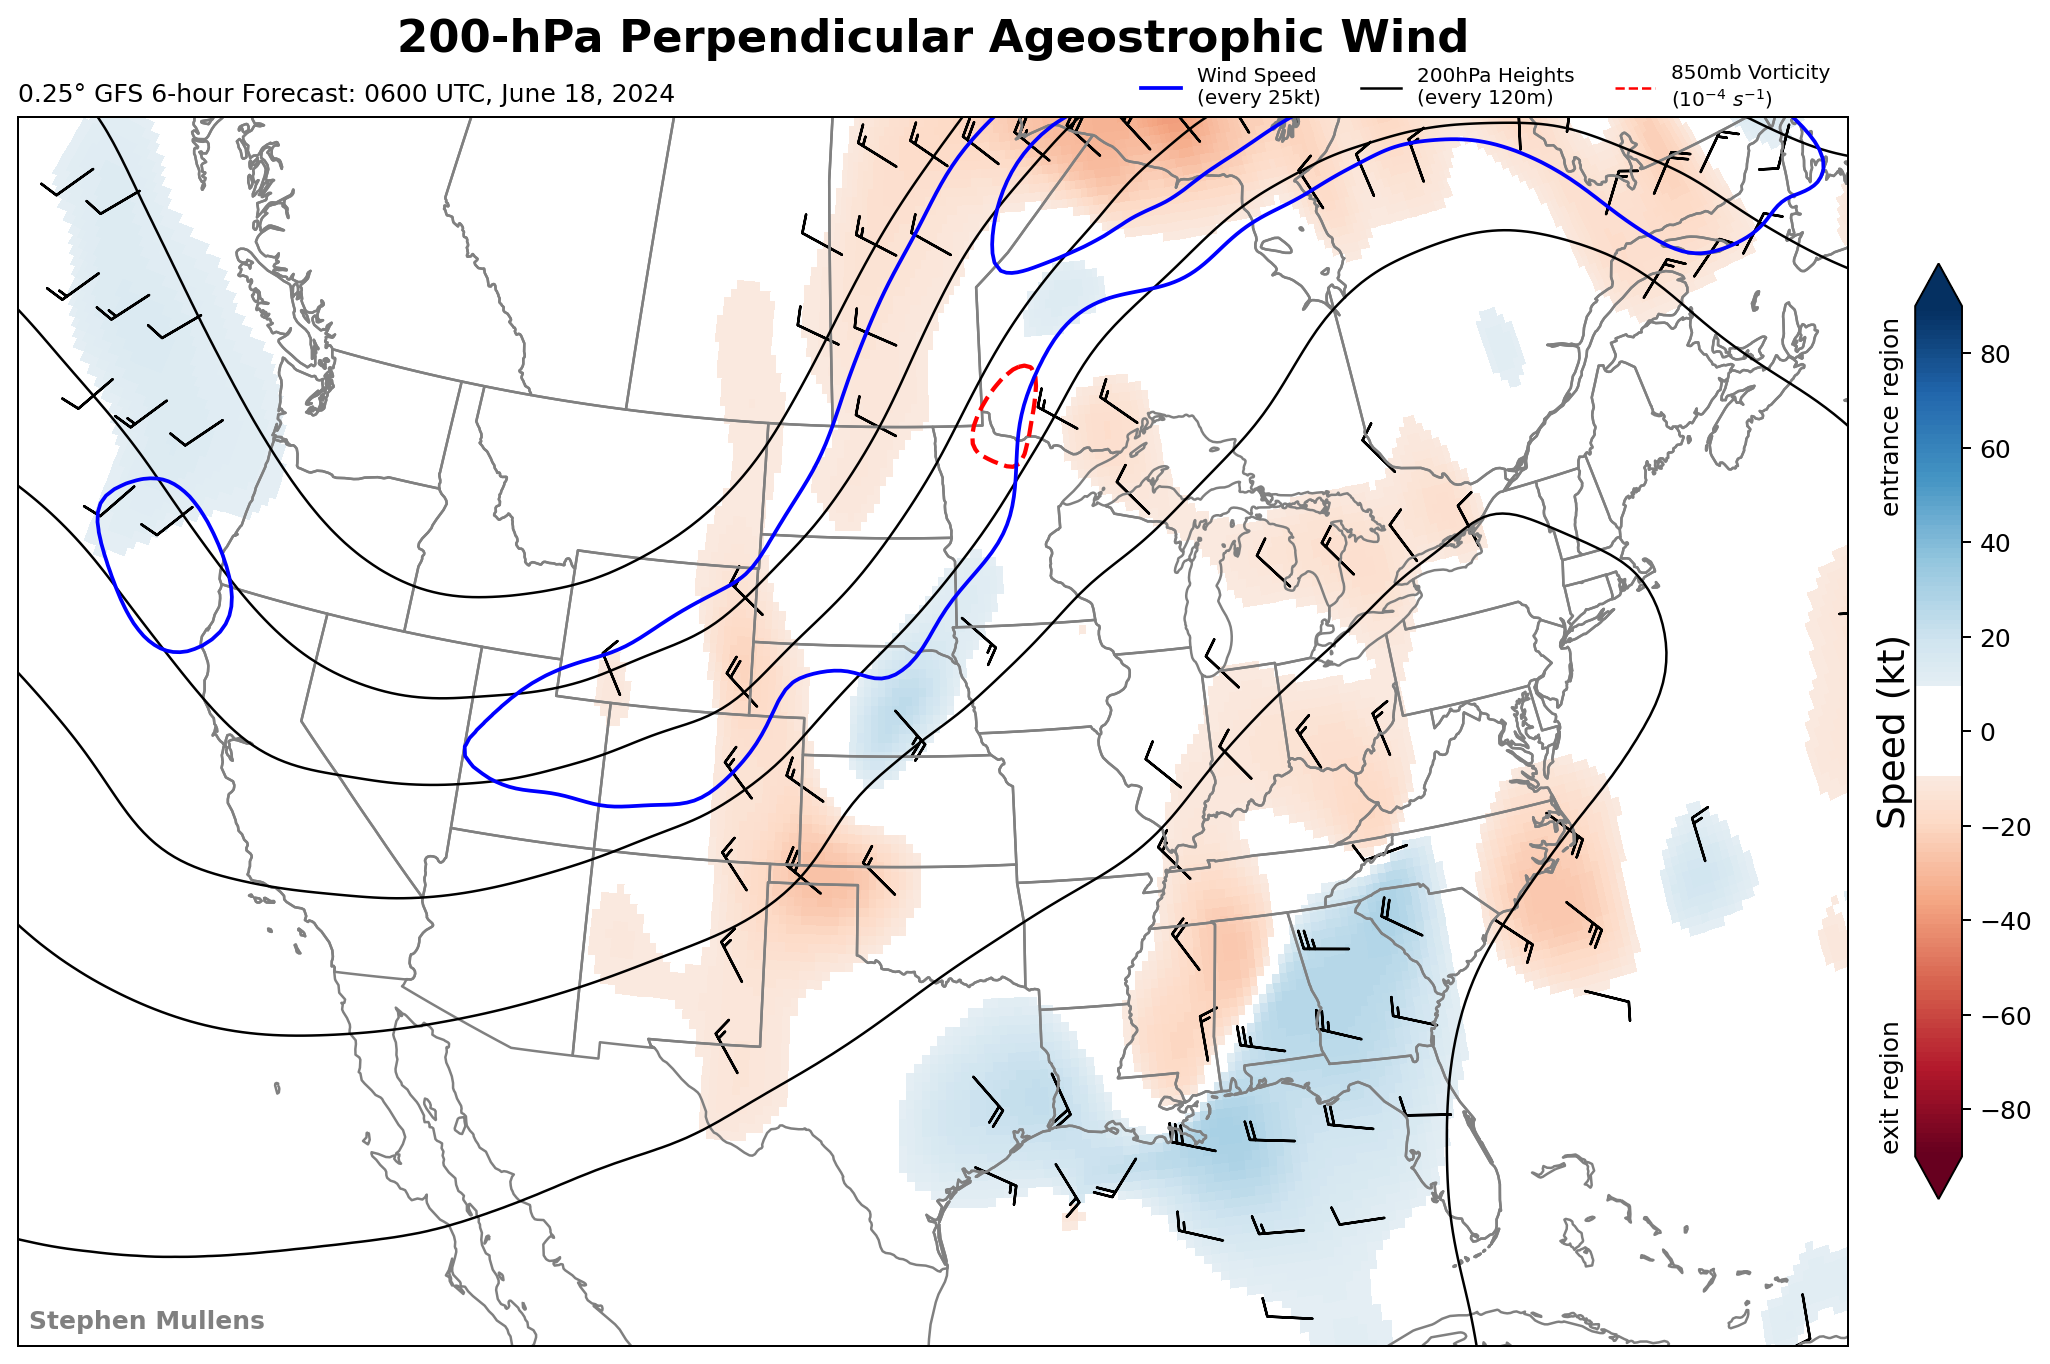 200-hPa Perpendicular Ageostrophic Wind
0.25° GFS 6-hour Forecast: 0600 UTC, June 18, 2024
Wind Speed
(every 25kt)
200hPa Heights
(every 120m)
850mb Vorticity
(10⁻⁴ s⁻¹)
entrance region
Speed (kt)
exit region
80
60
40
20
0
−20
−40
−60
−80
Stephen Mullens